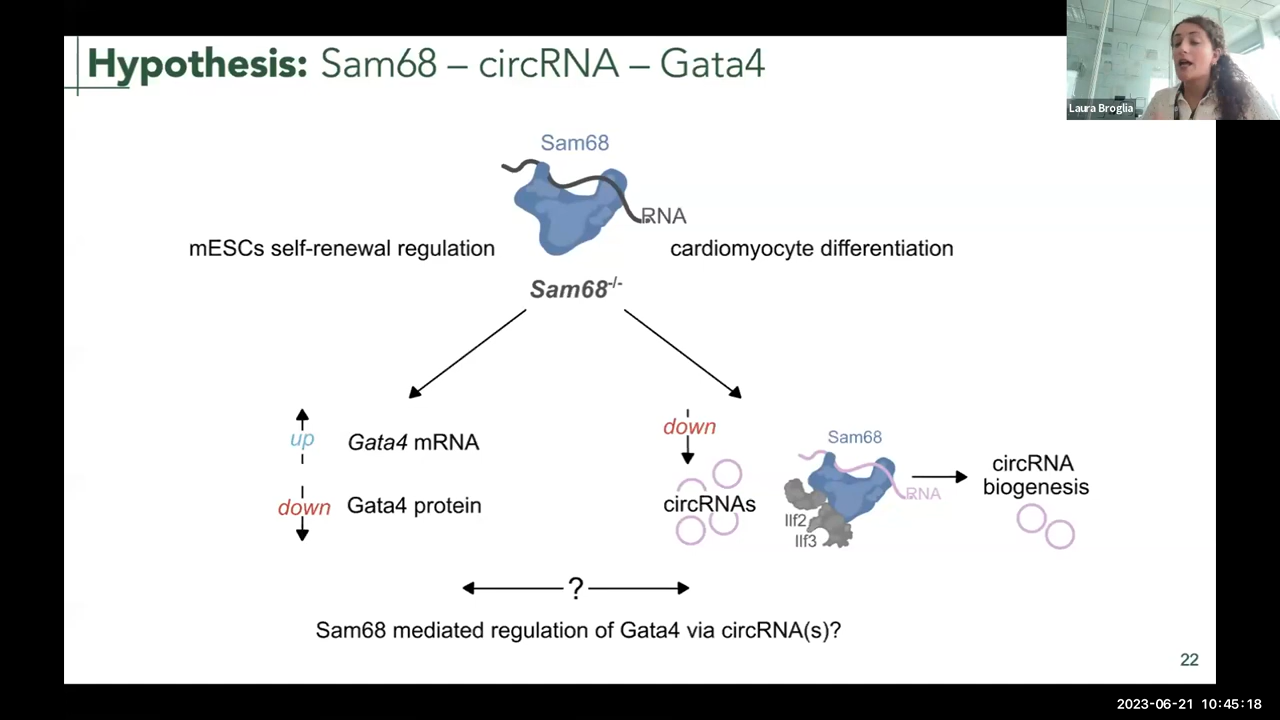 Hypothesis: Sam68 – circRNA – Gata4
Laura Broglia
Sam68
RNA
mESCs self-renewal regulation
cardiomyocyte differentiation
Sam68-/-
up
Gata4 mRNA
down
Gata4 protein
down
circRNAs
Sam68
RNA
Ilf2
Ilf3
circRNA
biogenesis
?
Sam68 mediated regulation of Gata4 via circRNA(s)?
22
2023-06-21 10:45:18